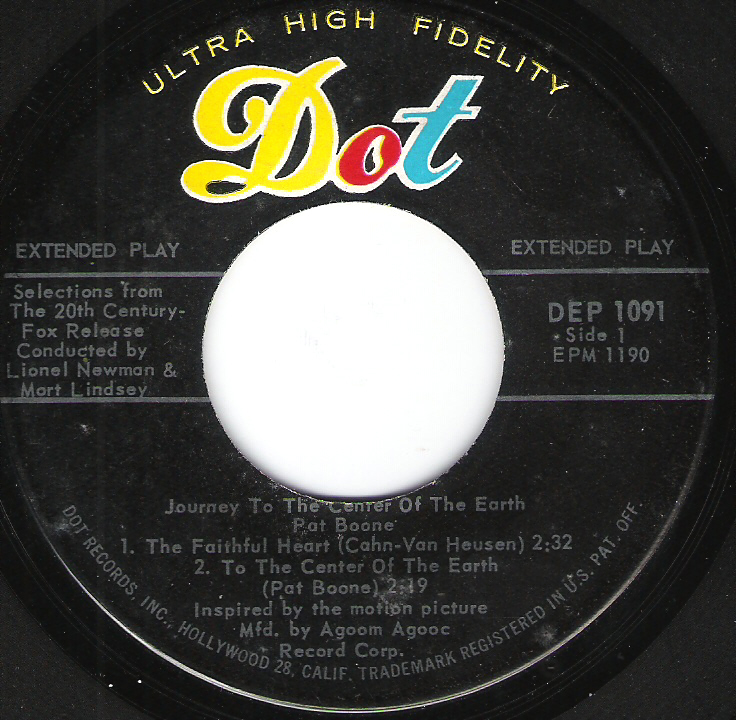 ULTRA HIGH FIDELITY
Dot
EXTENDED PLAY
EXTENDED PLAY
Selections from
The 20th Century-
Fox Release
Conducted by
Lionel Newman &
Mort Lindsey
DEP 1091
Side 1
EPM 1190
Journey To The Center Of The Earth
Pat Boone
1. The Faithful Heart (Cahn-Van Heusen) 2;32
2. To The Center Of The Earth
(Pat Boone) 2:19
Inspired by the motion picture
Mfd. by Agoom Agooc
Record Corp.
DOT RECORDS, INC., HOLLYWOOD 28, CALIF. TRADEMARK REGISTERED IN U.S. PAT. OFF.